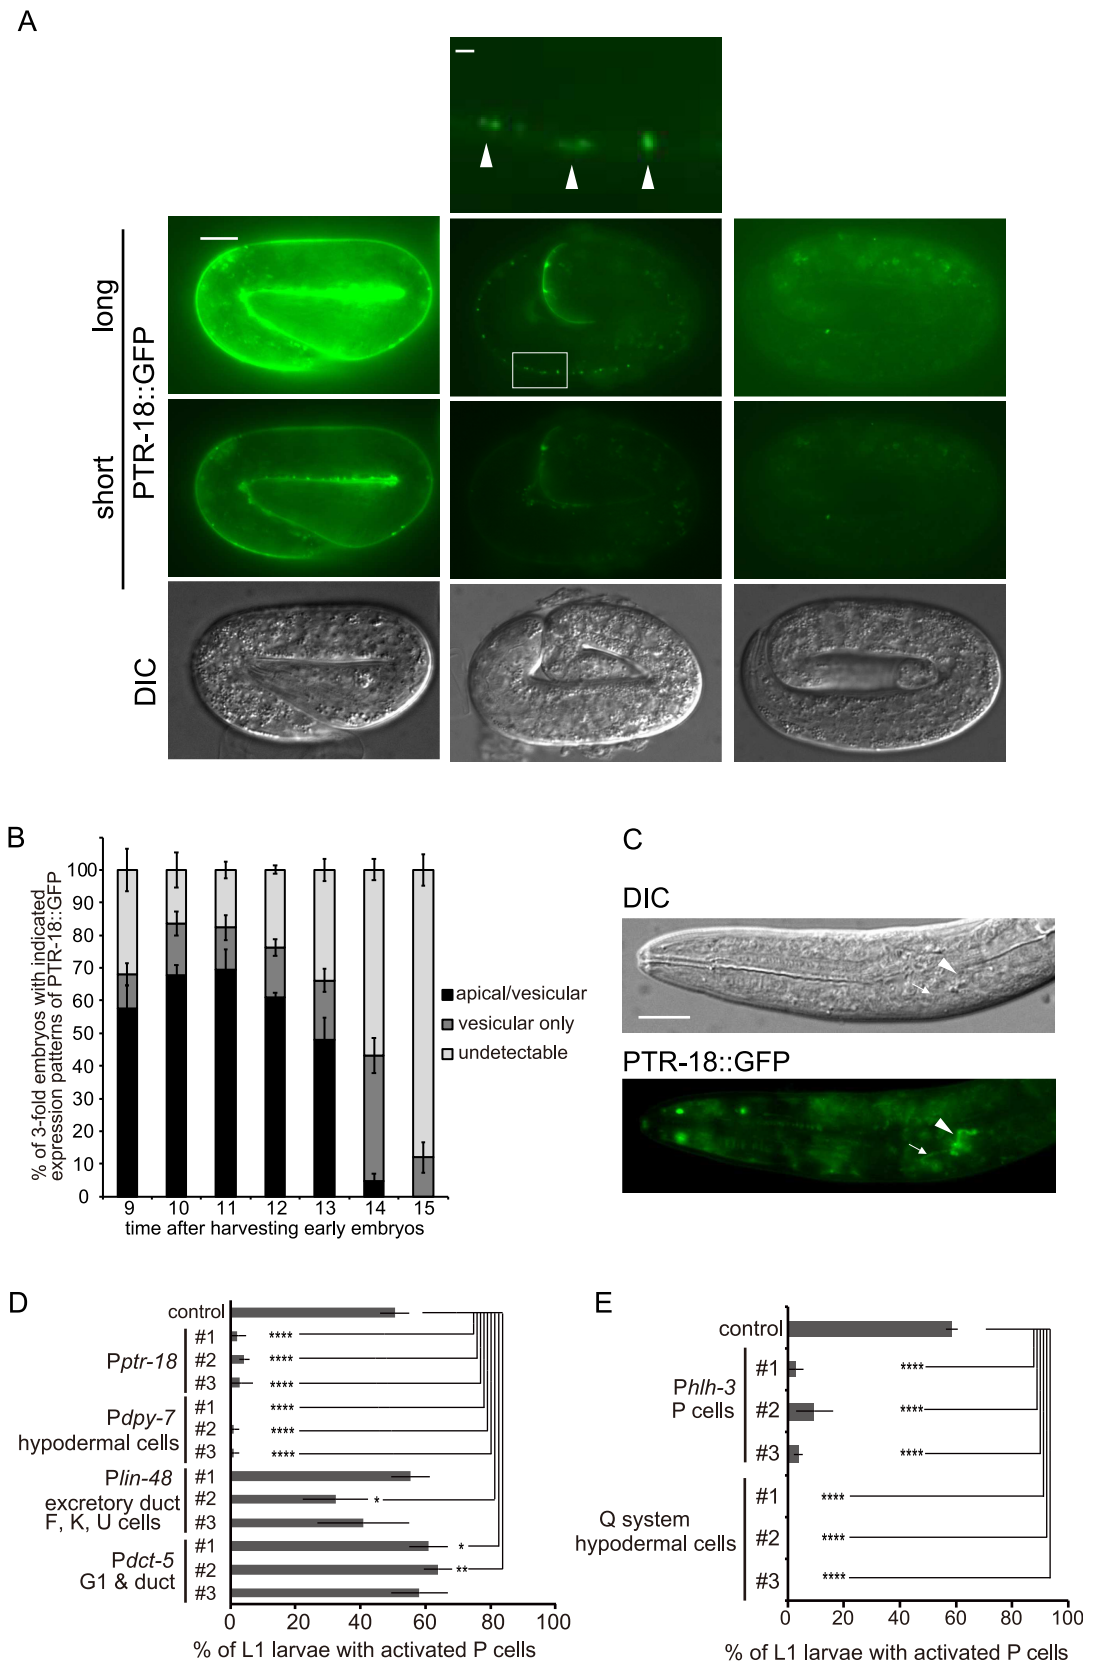 A
long
short
PTR-18::GFP
DIC
B
% of 3-fold embryos with indicated
expression patterns of PTR-18::GFP
100
90
80
70
60
50
40
30
20
10
0
9 10 11 12 13 14 15
time after harvesting early embryos
apical/vesicular
vesicular only
undetectable
C
DIC
PTR-18::GFP
D
control
Pptr-18
#1 ****
#2 ****
#3 ****
Pdpy-7
hypodermal cells
#1 ****
#2 ****
#3 ****
Plin-48
excretory duct
F, K, U cells
#1
#2 *
#3
Pdct-5
G1 & duct
#1 *
#2 **
#3
0 20 40 60 80 100
% of L1 larvae with activated P cells
E
control
Phlh-3
P cells
#1 ****
#2 ****
#3 ****
Q system
hypodermal cells
#1 ****
#2 ****
#3 ****
0 20 40 60 80 100
% of L1 larvae with activated P cells